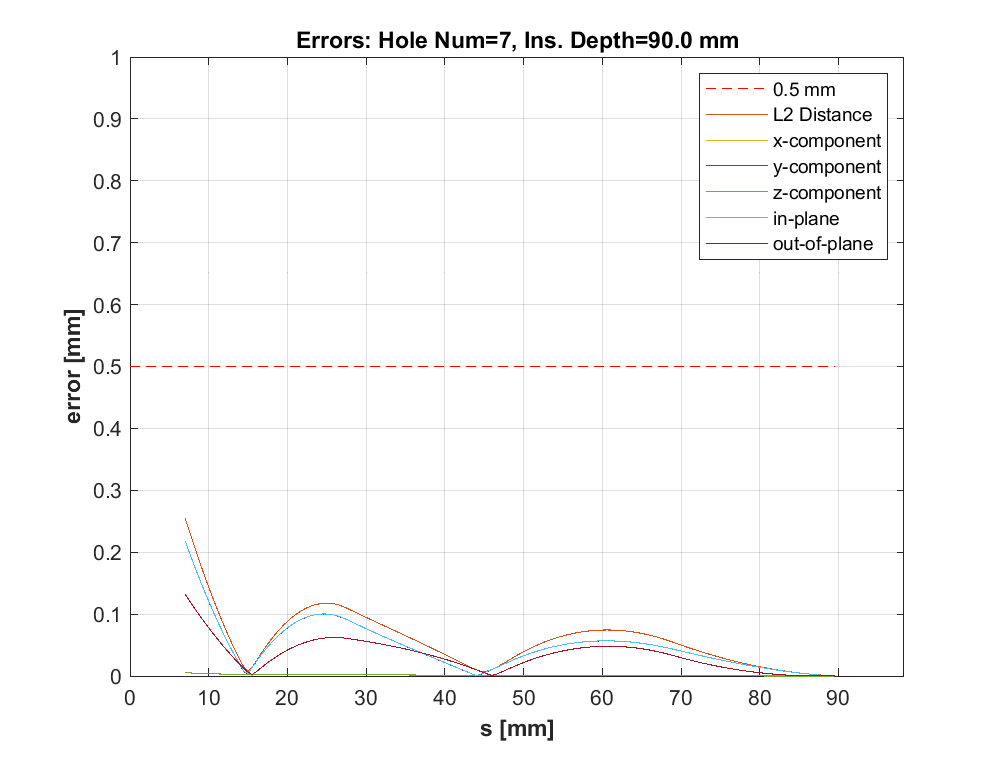 Errors: Hole Num=7, Ins. Depth=90.0 mm
1
0.9
0.8
0.7
0.6
0.5
0.4
0.3
0.2
0.1
0
error [mm]
0.5 mm
L2 Distance
x-component
y-component
z-component
in-plane
out-of-plane
0 10 20 30 40 50 60 70 80 90
s [mm]